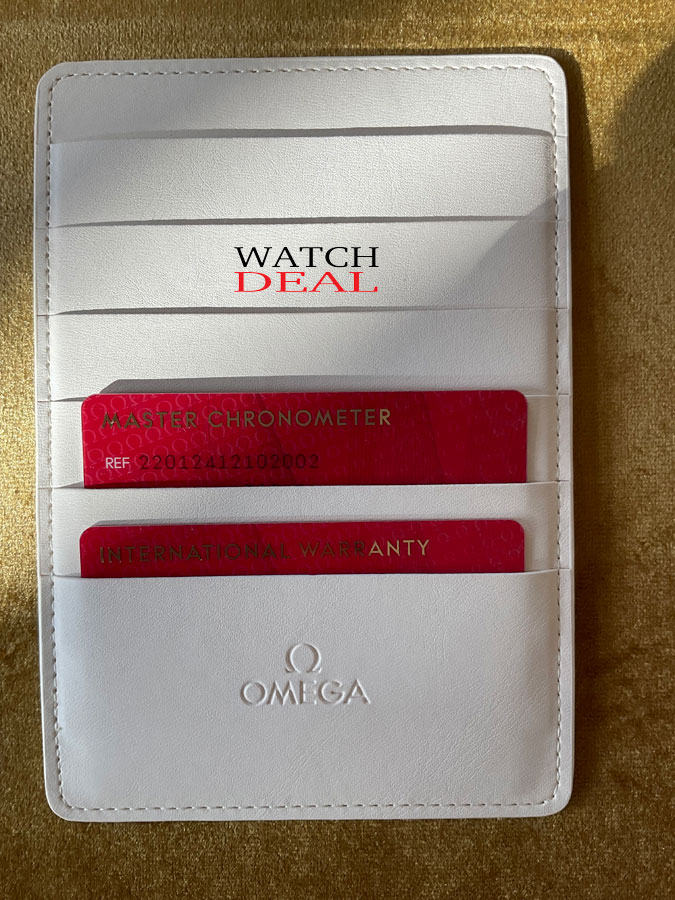 WATCH
DEAL
MASTER CHRONOMETER
REF 22012412102002
INTERNATIONAL WARRANTY
Ω
OMEGA